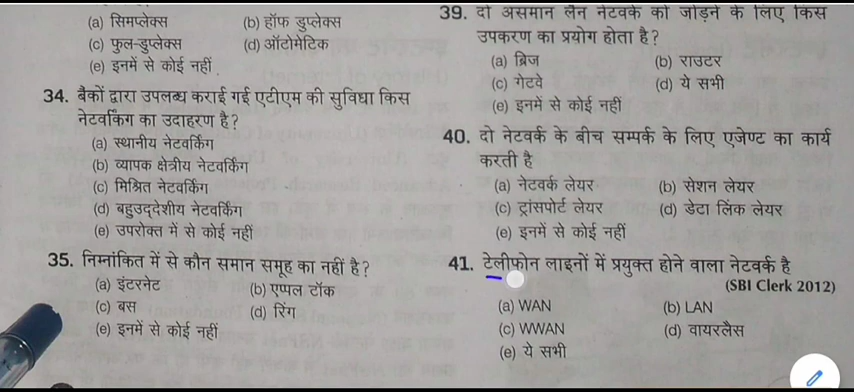 (a) सिमप्लेक्स (b) हॉफ डुप्लेक्स
(c) फुल-डुप्लेक्स (d) ऑटोमेटिक
(e) इनमें से कोई नहीं
34. बैंकों द्वारा उपलब्ध कराई गई एटीएम की सुविधा किस
नेटवर्किंग का उदाहरण है?
(a) स्थानीय नेटवर्किंग
(b) व्यापक क्षेत्रीय नेटवर्किंग
(c) मिश्रित नेटवर्किंग
(d) बहुउद्देशीय नेटवर्किंग
(e) उपरोक्त में से कोई नहीं
35. निम्नांकित में से कौन समान समूह का नहीं है?
(a) इंटरनेट (b) एप्पल टॉक
(c) बस (d) रिंग
(e) इनमें से कोई नहीं
39. दो असमान लैन नेटवर्क को जोड़ने के लिए किस
उपकरण का प्रयोग होता है?
(a) ब्रिज (b) राउटर
(c) गेटवे (d) ये सभी
(e) इनमें से कोई नहीं
40. दो नेटवर्क के बीच सम्पर्क के लिए एजेण्ट का कार्य
करती है
(a) नेटवर्क लेयर (b) सेशन लेयर
(c) ट्रांसपोर्ट लेयर (d) डेटा लिंक लेयर
(e) इनमें से कोई नहीं
41. टेलीफोन लाइनों में प्रयुक्त होने वाला नेटवर्क है
(SBI Clerk 2012)
(a) WAN (b) LAN
(c) WWAN (d) वायरलैस
(e) ये सभी